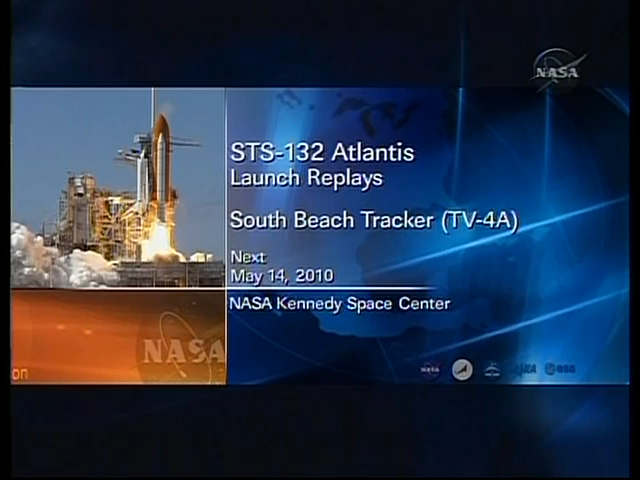 NASA
STS-132 Atlantis
Launch Replays
South Beach Tracker (TV-4A)
Next
May 14, 2010
NASA Kennedy Space Center
NASA
on
NASA